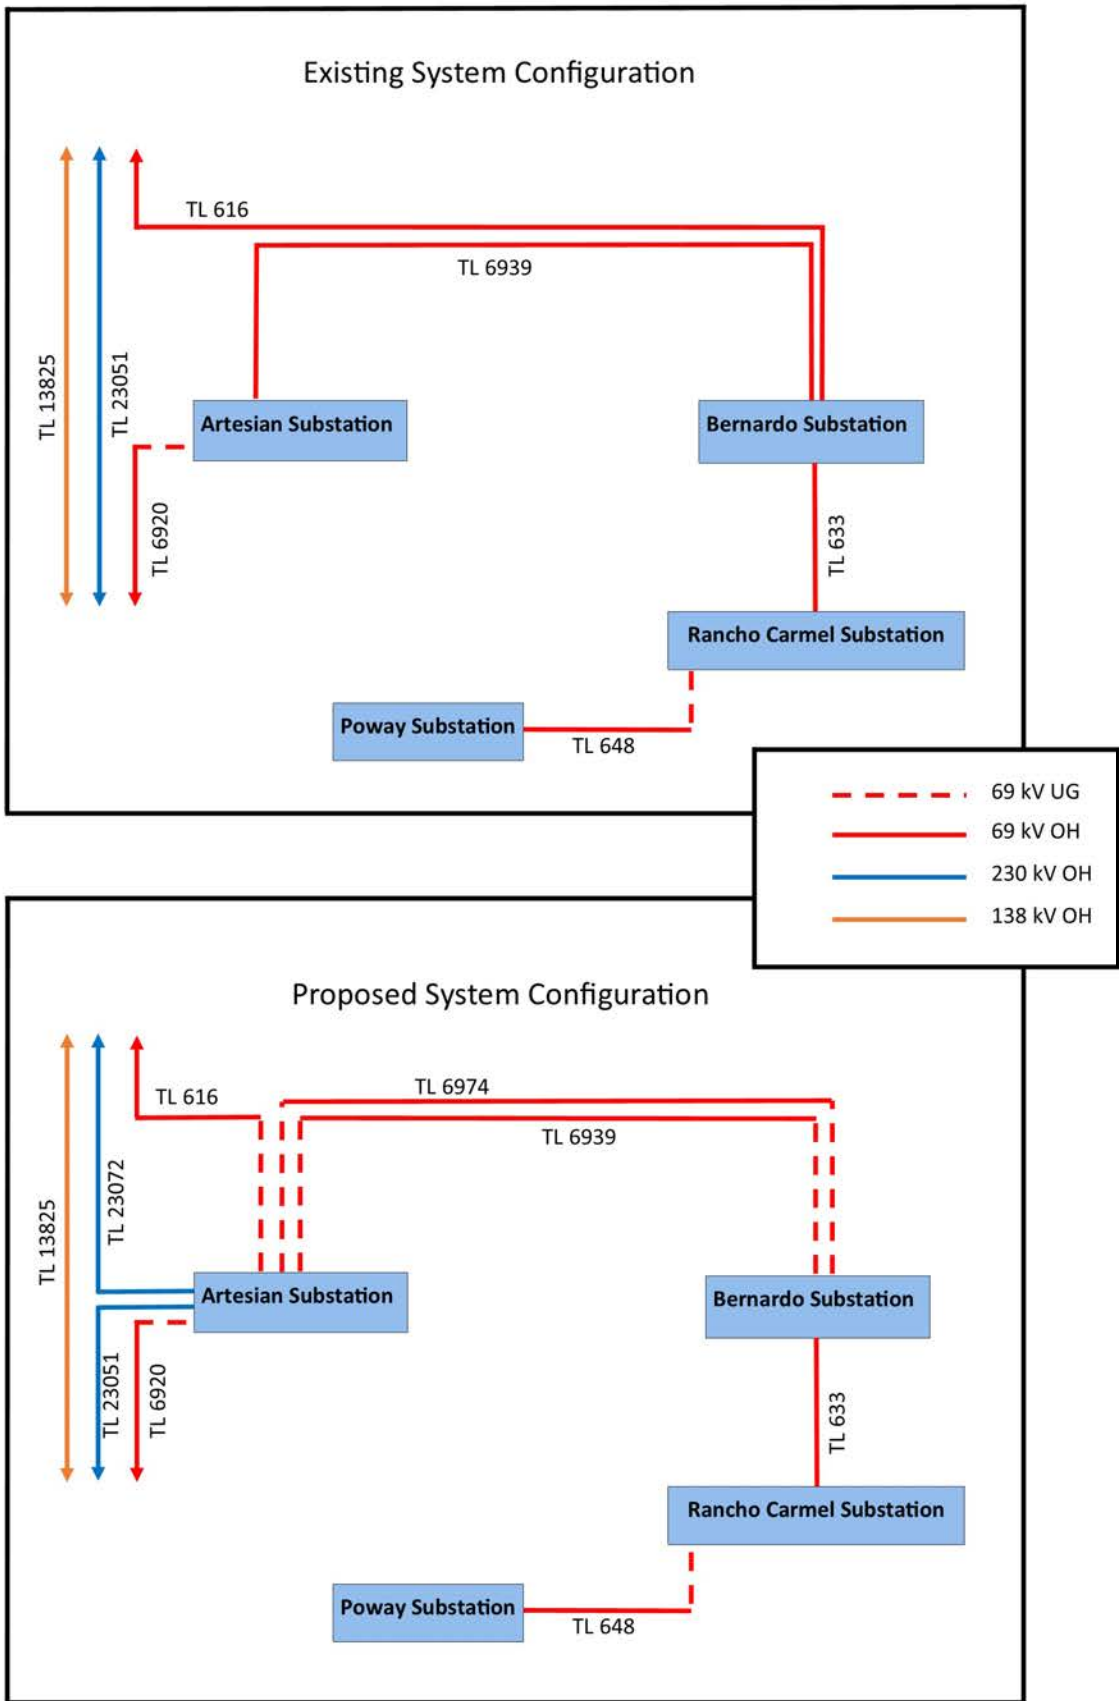 Existing System Configuration
TL 616
TL 6939
TL 13825
TL 23051
Artesian Substation
Bernardo Substation
TL 6920
TL 633
Rancho Carmel Substation
Poway Substation
TL 648
69 kV UG
69 kV OH
230 kV OH
138 kV OH
Proposed System Configuration
TL 6974
TL 616
TL 6939
TL 23072
TL 13825
Artesian Substation
Bernardo Substation
TL 23051
TL 6920
TL 633
Rancho Carmel Substation
Poway Substation
TL 648